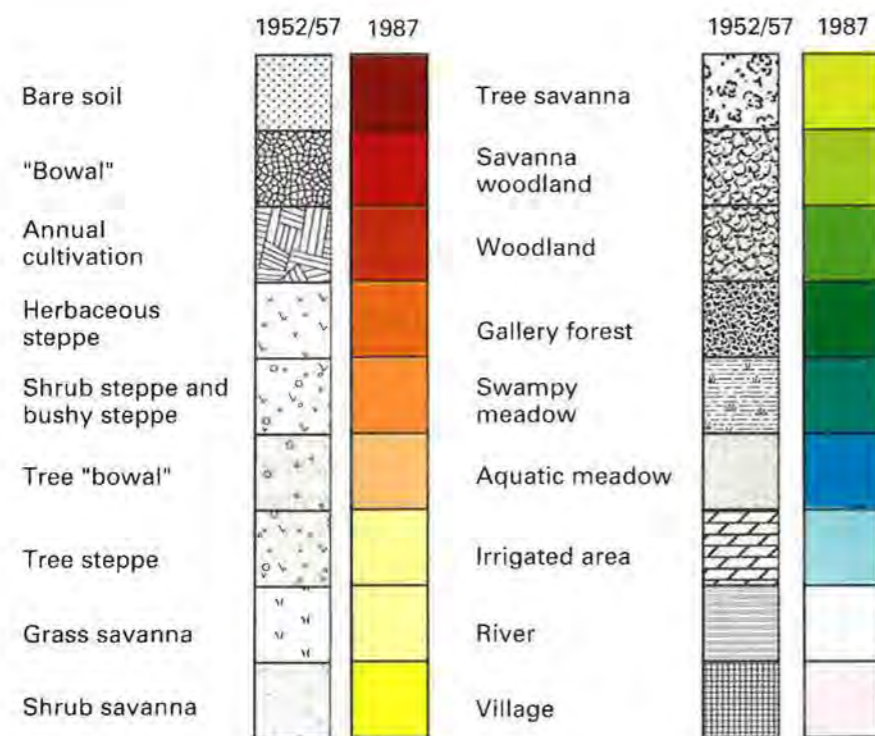 1952/57 1987
Bare soil
"Bowal"
Annual
cultivation
Herbaceous
steppe
Shrub steppe and
bushy steppe
Tree "bowal"
Tree steppe
Grass savanna
Shrub savanna
1952/57 1987
Tree savanna
Savanna
woodland
Woodland
Gallery forest
Swampy
meadow
Aquatic meadow
Irrigated area
River
Village